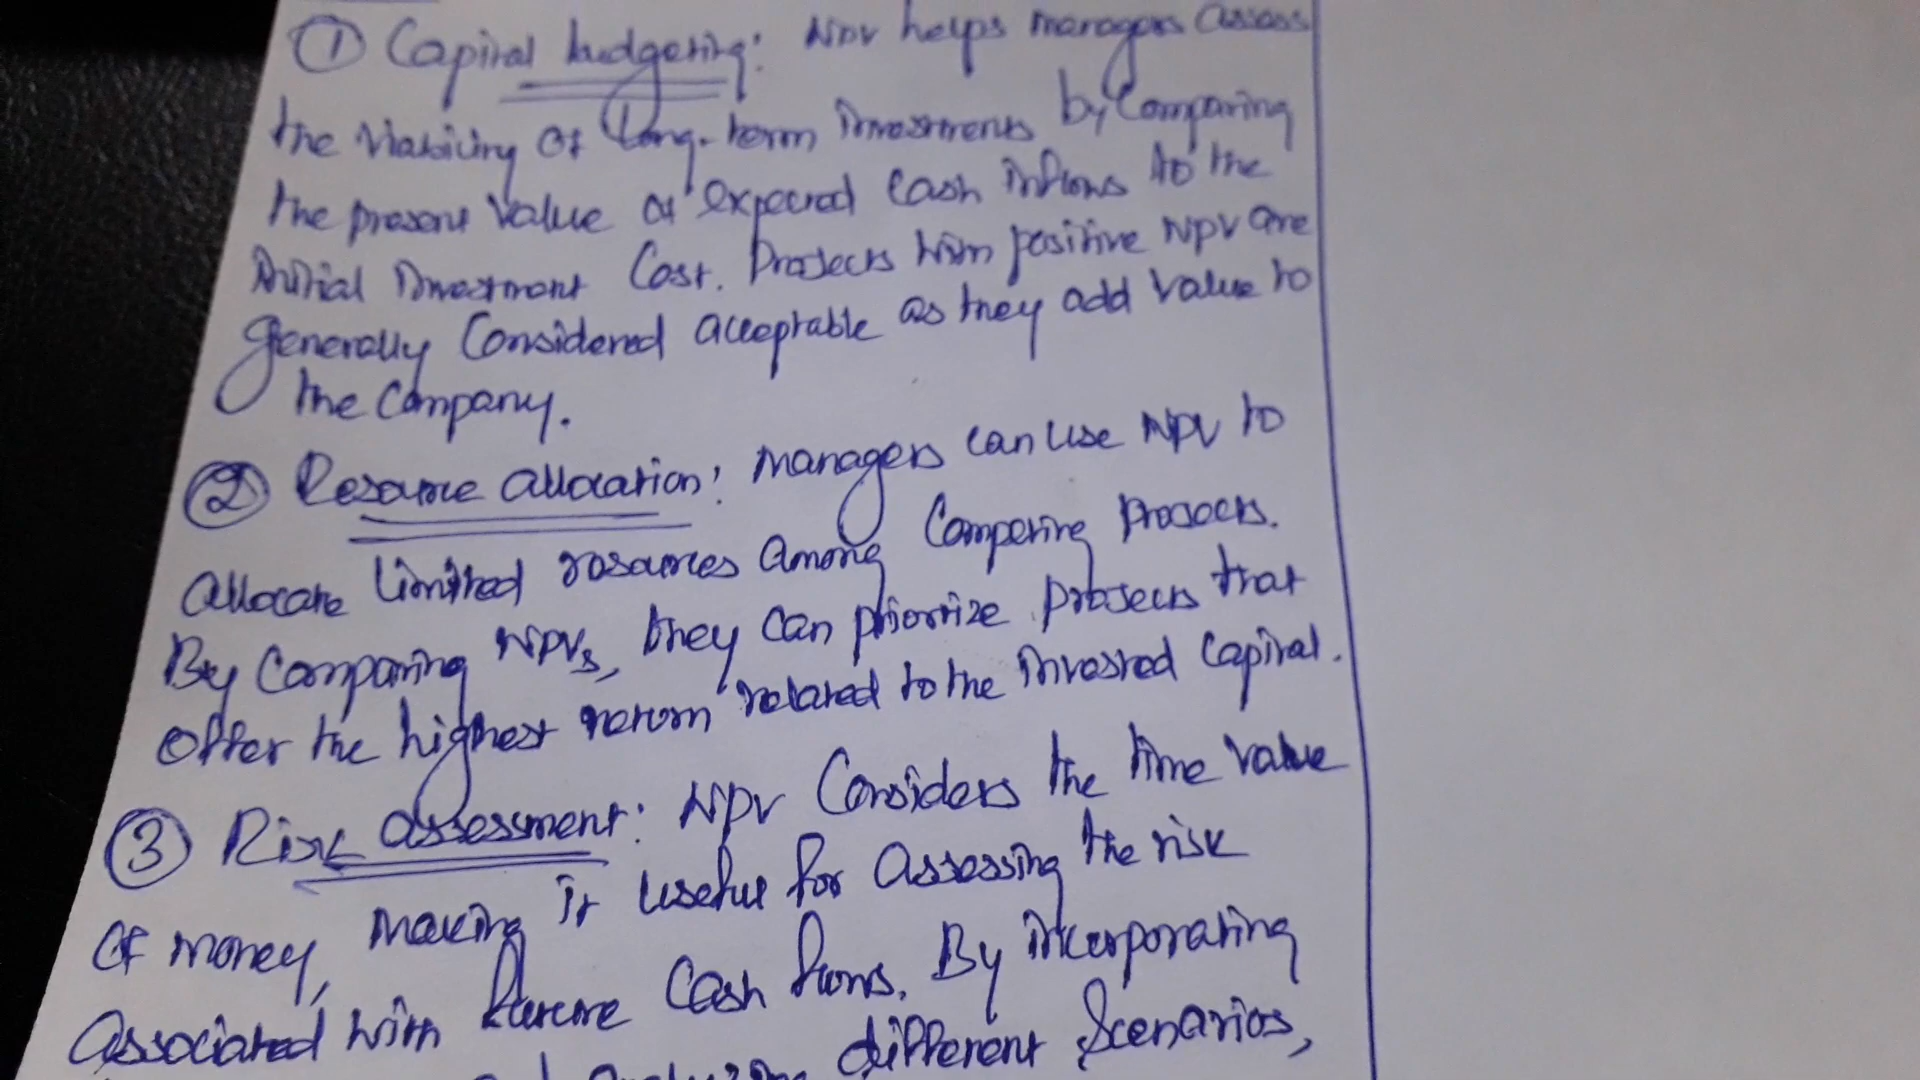 ① Capital budgeting: NPV helps managers assess
the viability of long-term investments by comparing
the present value of expected cash inflows to the
initial investment cost. Projects with positive NPV are
generally considered acceptable as they add value to
the company.
② Resource allocation: managers can use NPV to
allocate limited resources among competing projects.
By comparing NPVs, they can prioritize projects that
offer the highest return related to the invested capital.
③ Risk assessment: NPV considers the time value
of money, making it useful for assessing the risk
associated with future cash flows. By incorporating
different scenarios,